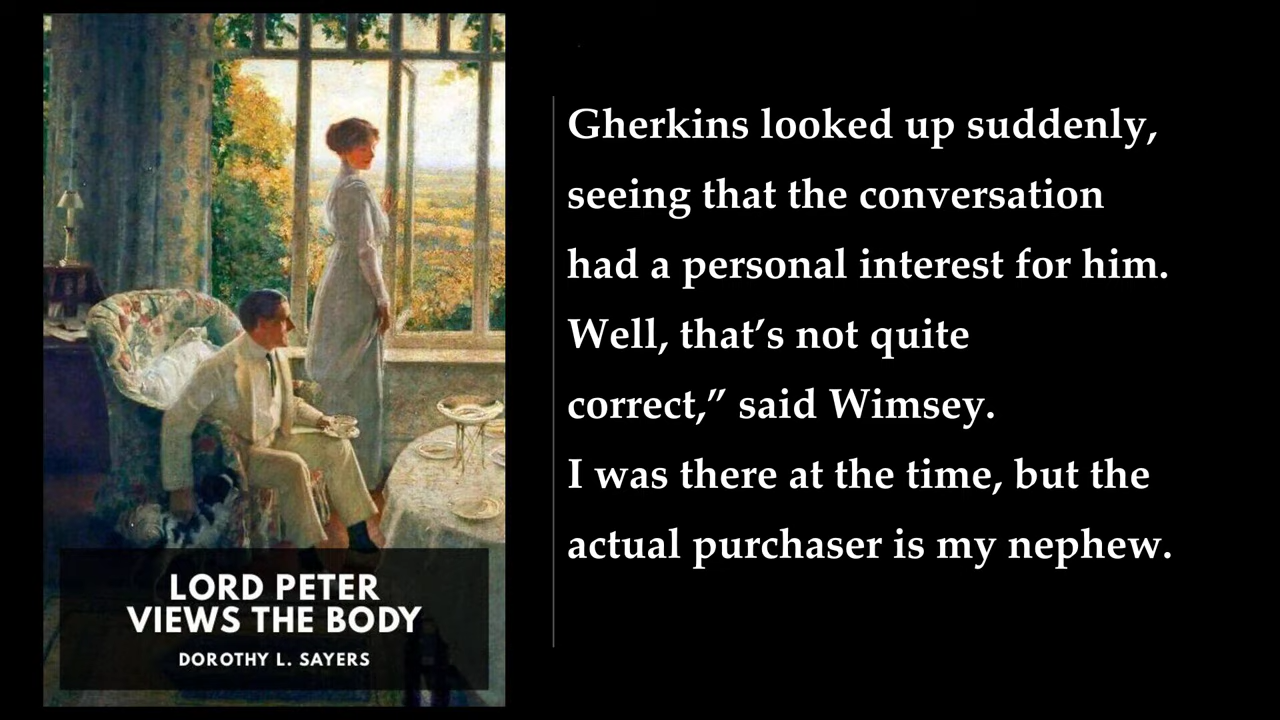 Gherkins looked up suddenly,
seeing that the conversation
had a personal interest for him.
Well, that’s not quite
correct,” said Wimsey.
I was there at the time, but the
actual purchaser is my nephew.
LORD PETER
VIEWS THE BODY
DOROTHY L. SAYERS